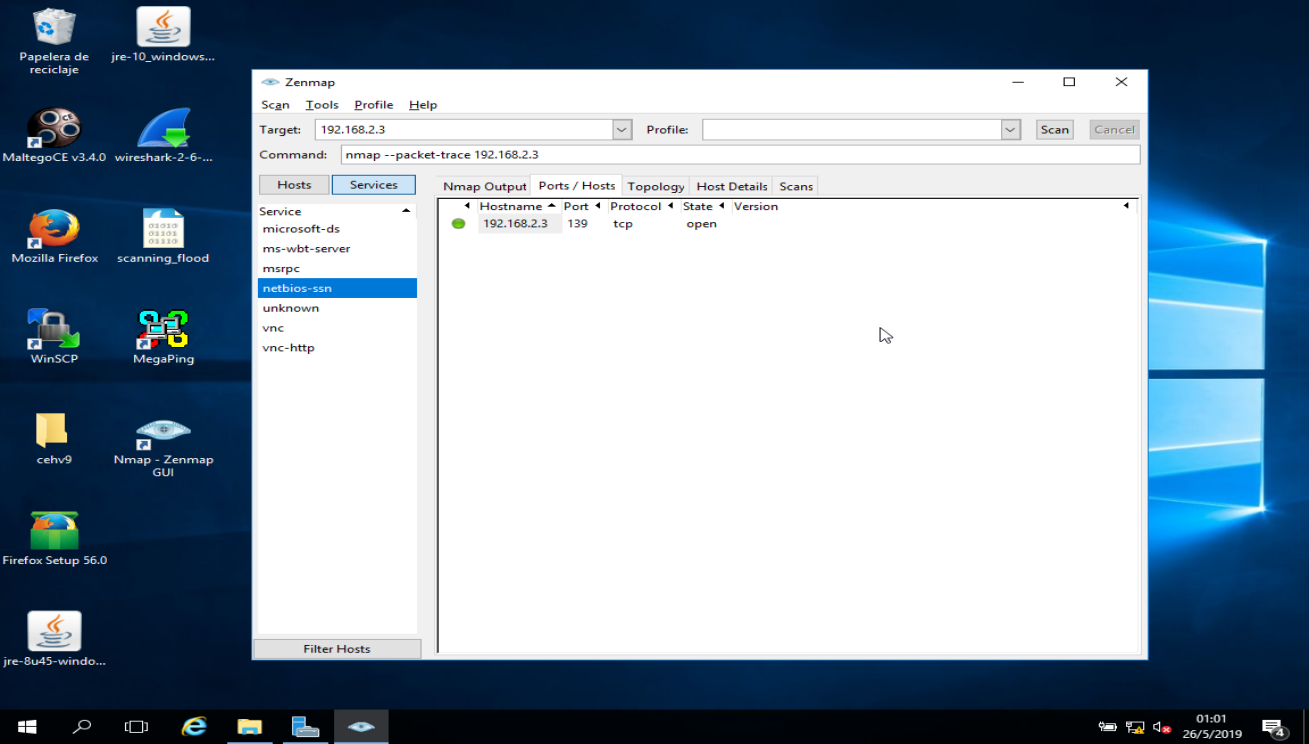 Papelera de
reciclaje
jre-10_windows...
MaltegoCE v3.4.0
wireshark-2-6-...
Mozilla Firefox
scanning_flood
WinSCP
MegaPing
cehv9
Nmap - Zenmap
GUI
Firefox Setup 56.0
jre-8u45-windo...
Zenmap
Scan Tools Profile Help
Target: 192.168.2.3 Profile: Scan Cancel
Command: nmap --packet-trace 192.168.2.3
Hosts Services Nmap Output Ports / Hosts Topology Host Details Scans
Service
microsoft-ds
ms-wbt-server
msrpc
netbios-ssn
unknown
vnc
vnc-http
Filter Hosts
Hostname Port Protocol State Version
192.168.2.3 139 tcp open
01:01
26/5/2019
4